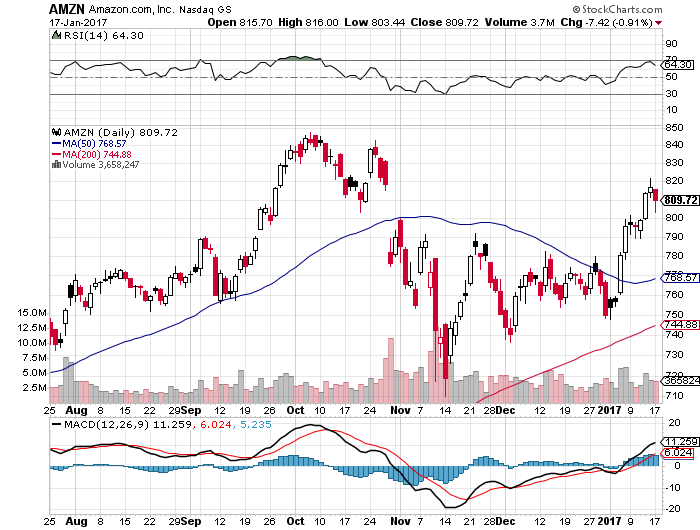 AMZN Amazon.com, Inc. Nasdaq GS © StockCharts.com
17-Jan-2017 Open 815.70 High 816.00 Low 803.44 Close 809.72 Volume 3.7M Chg -7.42 (-0.91%)
RSI(14) 64.30
90
70
64.30
50
30
10
AMZN (Daily) 809.72
MA(50) 768.57
MA(200) 744.88
Volume 3,658,247
850
840
830
820
809.72
800
790
780
770
768.57
760
750
744.88
740
730
720
710
15.0M
12.5M
10.0M
7.5M
5.0M
2.5M
25 Aug 8 15 22 29 Sep 12 19 26 Oct 10 17 24 Nov 7 14 21 28 Dec 12 19 27 2017 9 17
MACD(12,26,9) 11.259, 6.024, 5.235
20
11.259
10
6.024
0
-10
-20
25 Aug 8 15 22 29 Sep 12 19 26 Oct 10 17 24 Nov 7 14 21 28 Dec 12 19 27 2017 9 17